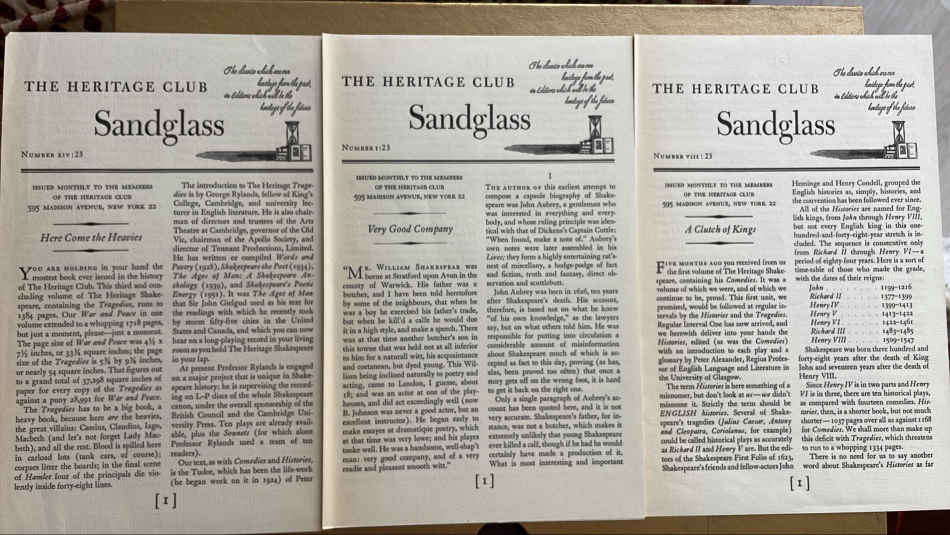 THE HERITAGE CLUB
The classics which are our
heritage from the past,
in Editions which will be the
heritage of the future
Sandglass
NUMBER XIV:23
ISSUED MONTHLY TO THE MEMBERS
OF THE HERITAGE CLUB
595 MADISON AVENUE, NEW YORK 22
Here Come the Heavies
YOU ARE HOLDING in your hand the
mostest book ever issued in the history
of The Heritage Club. This third and con-
cluding volume of The Heritage Shake-
speare, containing the Tragedies, runs to
1384 pages. Our War and Peace in one
volume extended to a whopping 1718 pages,
but just a moment, please—just a moment.
The page size of War and Peace was 4½ x
7½ inches, or 33¾ square inches; the page
size of the Tragedies is 5¾ by 9⅜ inches,
or nearly 54 square inches. That figures out
to a grand total of 57,298 square inches of
paper for every copy of the Tragedies as
against a puny 28,991 for War and Peace.
The Tragedies has to be a big book, a
heavy book, because here are the heavies,
the great villains: Cassius, Claudius, Iago,
Macbeth (and let's not forget Lady Mac-
beth); and all the rest. Blood is spilled here
in carload lots (tank cars, of course);
corpses litter the boards; in the final scene
of Hamlet four of the principals die vio-
lently inside forty-eight lines.
The introduction to The Heritage Trage-
dies is by George Rylands, fellow of King's
College, Cambridge, and university lec-
turer in English literature. He is also chair-
man of directors and trustees of the Arts
Theatre at Cambridge, governor of the Old
Vic, chairman of the Apollo Society, and
director of Tennant Productions, Limited.
He has written or compiled Words and
Poetry (1928), Shakespeare the Poet (1934),
The Ages of Man: A Shakespeare An-
thology (1939), and Shakespeare's Poetic
Energy (1951). It was The Ages of Man
that Sir John Gielgud used as his text for
the readings with which he recently took
by storm fifty-five cities in the United
States and Canada, and which you can now
hear on a long-playing record in your living
room as you hold The Heritage Shakespeare
in your lap.
At present Professor Rylands is engaged
on a major project that is unique in Shake-
spearean history: he is supervising the record-
ing on L-P discs of the whole Shakespeare
canon, under the overall sponsorship of the
British Council and the Cambridge Uni-
versity Press. Ten plays are already avail-
able, plus the Sonnets (for which alone
Professor Rylands used a team of ten
readers).
Our text, as with Comedies and Histories,
is the Tudor, which has been the life-work
(he began work on it in 1924) of Peter
[1]
THE HERITAGE CLUB
The classics which are our
heritage from the past,
in Editions which will be the
heritage of the future
Sandglass
NUMBER I:23
ISSUED MONTHLY TO THE MEMBERS
OF THE HERITAGE CLUB
595 MADISON AVENUE, NEW YORK 22
Very Good Company
"MR. WILLIAM SHAKESPEAR was
borne at Stratford upon Avon in the
county of Warwick. His father was a
butcher, and I have been told heretofore
by some of the neighbours, that when he
was a boy he exercised his father's trade,
but when he kill'd a calfe he would doe
it in a high style, and make a speech. There
was at that time another butcher's son in
this towne that was held not at all inferior
to him for a naturall witt, his acquaintance
and coetanean, but dyed young. This Wil-
liam being inclined naturally to poetry and
acting, came to London, I guess, about
18; and was an actor at one of the play-
houses, and did act exceedingly well (now
B. Johnson was never a good actor, but an
excellent instructor). He began early to
make essayes at dramatique poetry, which
at that time was very lowe; and his playes
tooke well. He was a handsome, well-shap't
man: very good company, and of a very
readie and pleasant smooth witt."
I
THE AUTHOR of this earliest attempt to
compose a capsule biography of Shake-
speare was John Aubrey, a gentleman who
was interested in everything and every-
body, and whose ruling principle was iden-
tical with that of Dickens's Captain Cuttle:
"When found, make a note of." Aubrey's
own notes were later assembled in his
Lives; they form a highly entertaining rat's-
nest of miscellany, a hodge-podge of fact
and fiction, truth and fantasy, direct ob-
servation and scuttlebutt.
John Aubrey was born in 1626, ten years
after Shakespeare's death. His account,
therefore, is based not on what he knew
"of his own knowledge," as the lawyers
say, but on what others told him. He was
responsible for putting into circulation a
considerable amount of misinformation
about Shakespeare much of which is ac-
cepted as fact to this day, proving (as has,
alas, been proved too often) that once a
story gets off on the wrong foot, it is hard
to get it back on the right one.
Only a single paragraph of Aubrey's ac-
count has been quoted here, and it is not
very accurate. Shakespeare's father, for in-
stance, was not a butcher, which makes it
extremely unlikely that young Shakespeare
ever killed a calf, though if he had he would
certainly have made a production of it.
What is most interesting and important
[1]
THE HERITAGE CLUB
The classics which are our
heritage from the past,
in Editions which will be the
heritage of the future
Sandglass
NUMBER VIII:23
ISSUED MONTHLY TO THE MEMBERS
OF THE HERITAGE CLUB
595 MADISON AVENUE, NEW YORK 22
A Clutch of Kings
FIVE MONTHS AGO you received from us
the first volume of The Heritage Shake-
speare, containing his Comedies. It was a
volume of which we were, and of which we
continue to be, proud. This first unit, we
promised, would be followed at regular in-
tervals by the Histories and the Tragedies.
Regular Interval One has now arrived, and
we herewith deliver into your hands the
Histories, edited (as was the Comedies)
with an introduction to each play and a
glossary by Peter Alexander, Regius Profes-
sor of English Language and Literature in
the University of Glasgow.
The term Histories is here something of a
misnomer, but don't look at us—we didn't
misnome it. Strictly the term should be
ENGLISH histories. Several of Shake-
speare's tragedies (Julius Caesar, Antony
and Cleopatra, Coriolanus, for example)
could be called historical plays as accurately
as Richard II and Henry V are. But the edi-
tors of the Shakespeare First Folio of 1623,
Shakespeare's friends and fellow-actors John
Heminge and Henry Condell, grouped the
English histories as, simply, histories, and
the convention has been followed ever since.
All of the Histories are named for Eng-
lish kings, from John through Henry VIII,
but not every English king in this one-
hundred-and-forty-eight-year stretch is in-
cluded. The sequence is consecutive only
from Richard II through Henry VI—a
period of eighty-four years. Here is a sort of
time-table of those who made the grade,
with the dates of their reigns:
John . . . . . . 1199–1216
Richard II . . . . . . 1377–1399
Henry IV . . . . . . 1399–1413
Henry V . . . . . . 1413–1422
Henry VI . . . . . . 1422–1461
Richard III . . . . . . 1483–1485
Henry VIII . . . . . . 1509–1547
Shakespeare was born three hundred and
forty-eight years after the death of King
John and seventeen years after the death of
Henry VIII.
Since Henry IV is in two parts and Henry
VI is in three, there are ten historical plays,
as compared with fourteen comedies. His-
tories, then, is a shorter book, but not much
shorter—1037 pages over all as against 1168
for Comedies. We shall more than make up
this deficit with Tragedies, which threatens
to run to a whopping 1334 pages.
There is no need for us to say another
word about Shakespeare's Histories as far
[1]